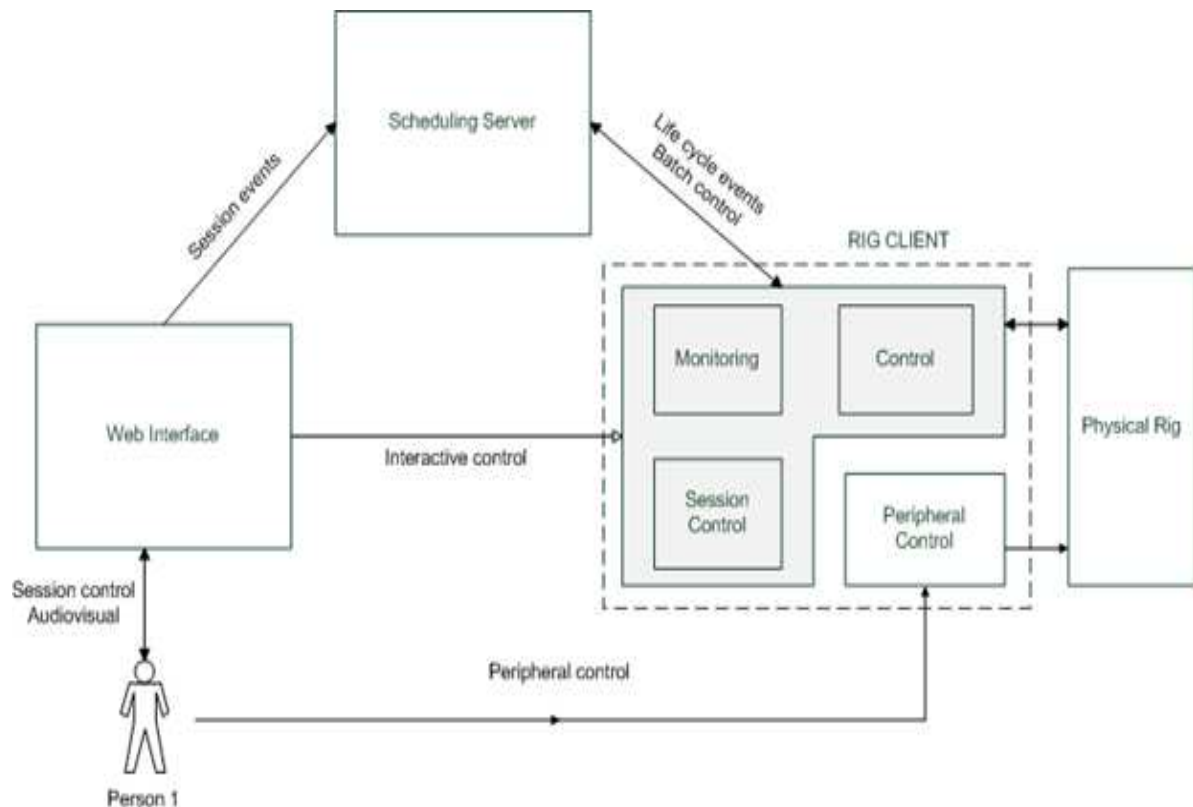 Scheduling Server
Session events
Life cycle events
Batch control
RIG CLIENT
Monitoring
Control
Physical Rig
Web Interface
Interactive control
Session
Control
Peripheral
Control
Session control
Audiovisual
Peripheral control
Person 1